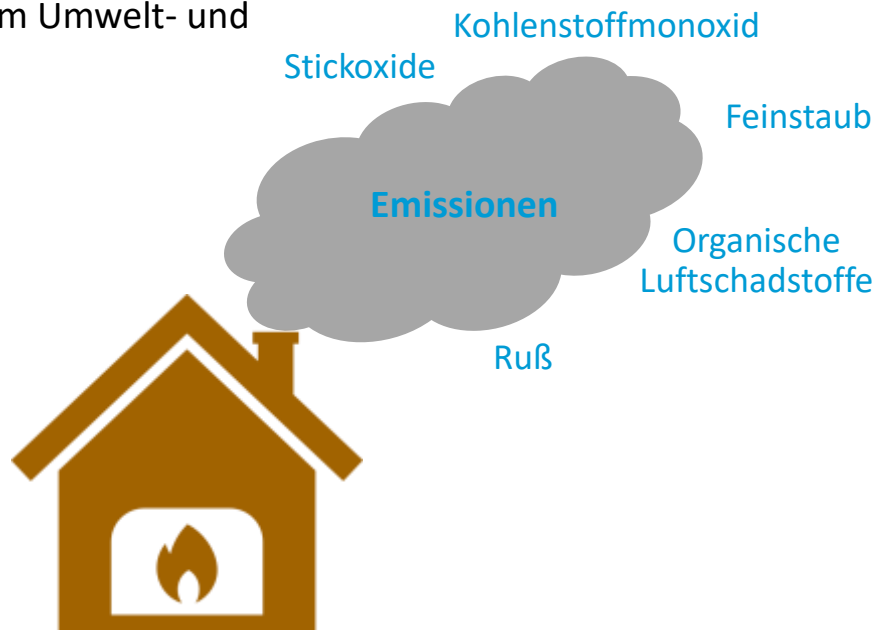 m Umwelt- und
Kohlenstoffmonoxid
Stickoxide
Feinstaub
Emissionen
Organische
Luftschadstoffe
Ruß